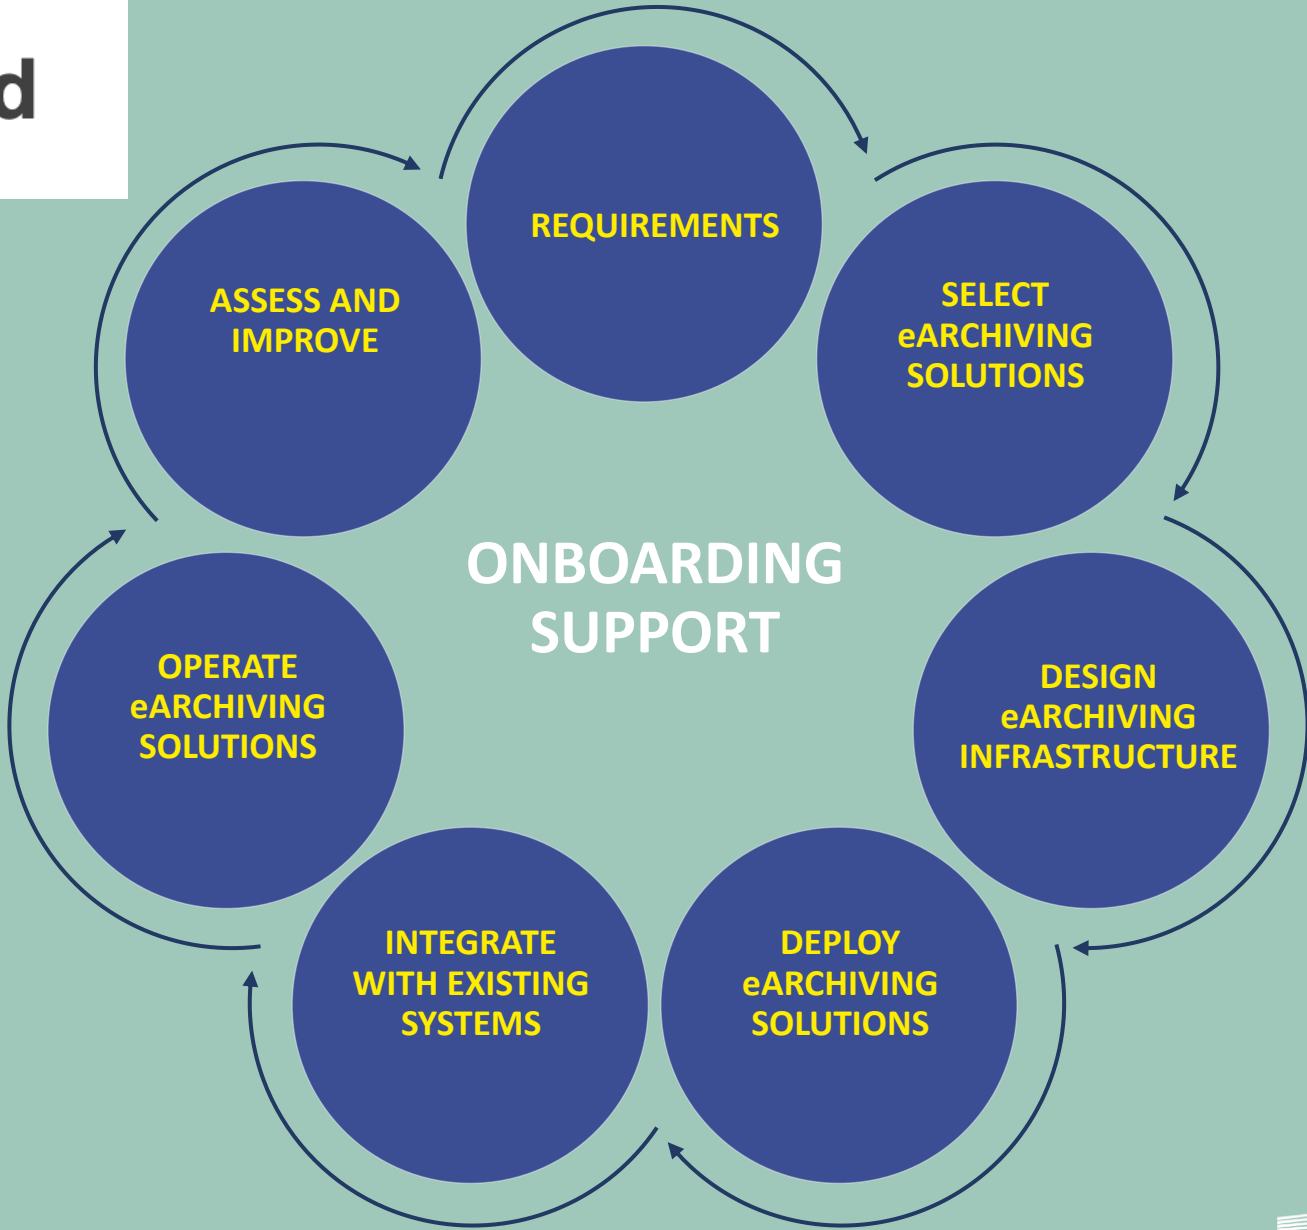 d
REQUIREMENTS
SELECT
eARCHIVING
SOLUTIONS
DESIGN
eARCHIVING
INFRASTRUCTURE
DEPLOY
eARCHIVING
SOLUTIONS
INTEGRATE
WITH EXISTING
SYSTEMS
OPERATE
eARCHIVING
SOLUTIONS
ASSESS AND
IMPROVE
ONBOARDING
SUPPORT